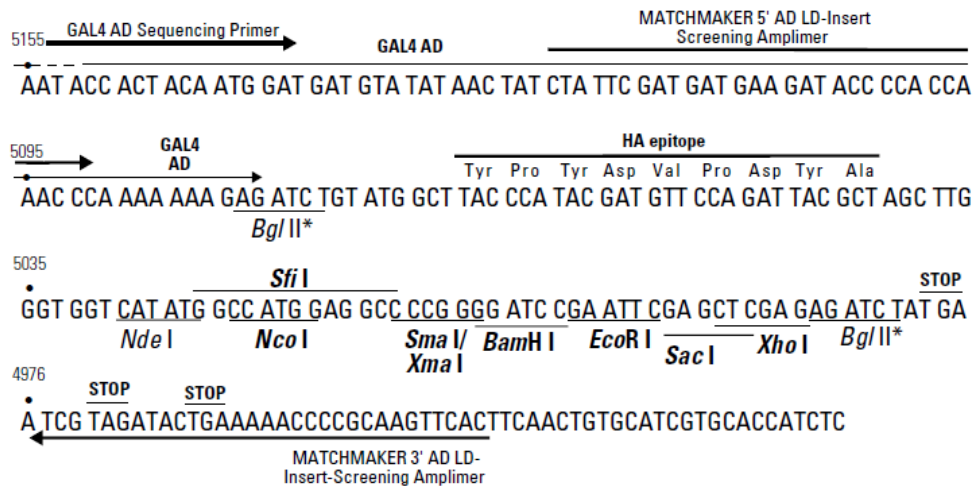 MATCHMAKER 5' AD LD-Insert
5155 GAL4 AD Sequencing Primer GAL4 AD Screening Amplimer
AAT ACC ACT ACA ATG GAT GAT GTA TAT AAC TAT CTA TTC GAT GAT GAA GAT ACC CCA CCA
5095 GAL4 AD HA epitope
Tyr Pro Tyr Asp Val Pro Asp Tyr Ala
AAC CCA AAA AAA GAG ATC TGT ATG GCT TAC CCA TAC GAT GTT CCA GAT TAC GCT AGC TTG
Bgl II*
5035 Sfi I STOP
GGT GGT CAT ATG GCC ATG GAG GCC CCG GGG ATC CGA ATT CGA GCT CGA GAG ATC TAT GA
Nde I Nco I Sma I/ Xma I BamH I EcoR I Sac I Xho I Bgl II*
4976 STOP STOP
A TCG TAGATACTGAAAAACCCCGCAAGTTCACTTCAACTGTGCATCGTGCACCATCTC
MATCHMAKER 3' AD LD-
Insert-Screening Amplimer